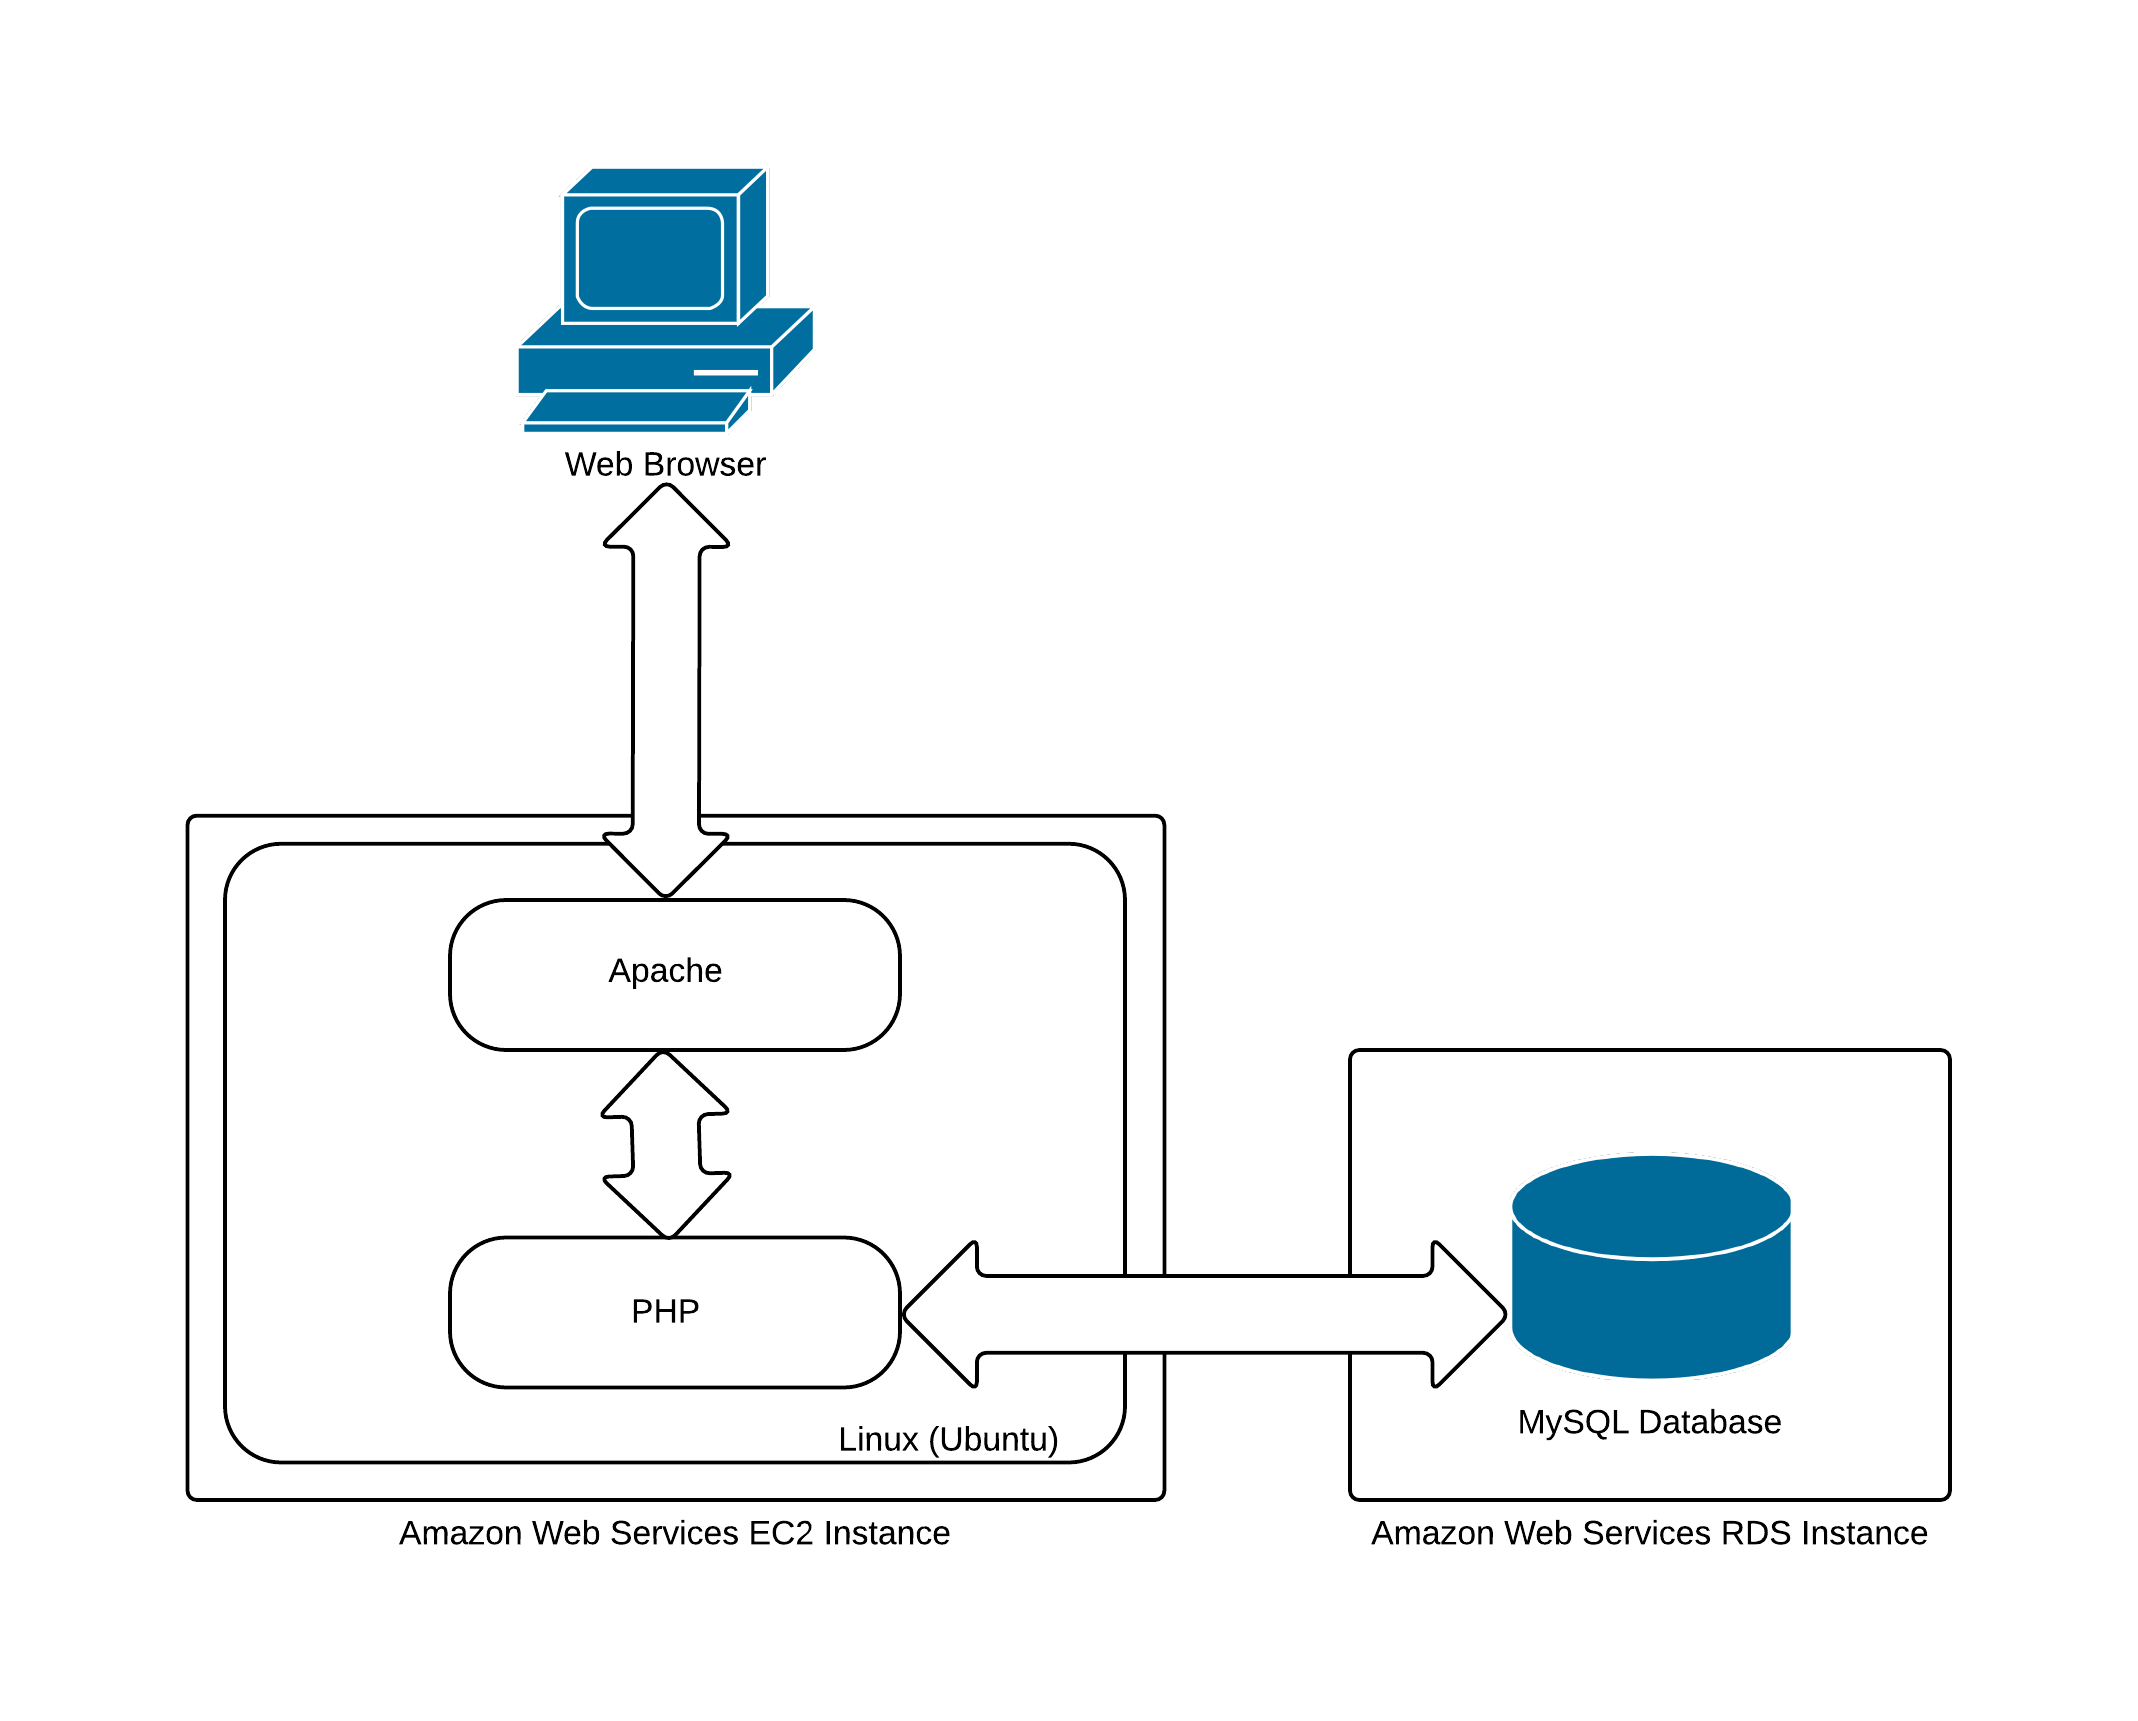 Web Browser
Apache
PHP
Linux (Ubuntu)
Amazon Web Services EC2 Instance
MySQL Database
Amazon Web Services RDS Instance